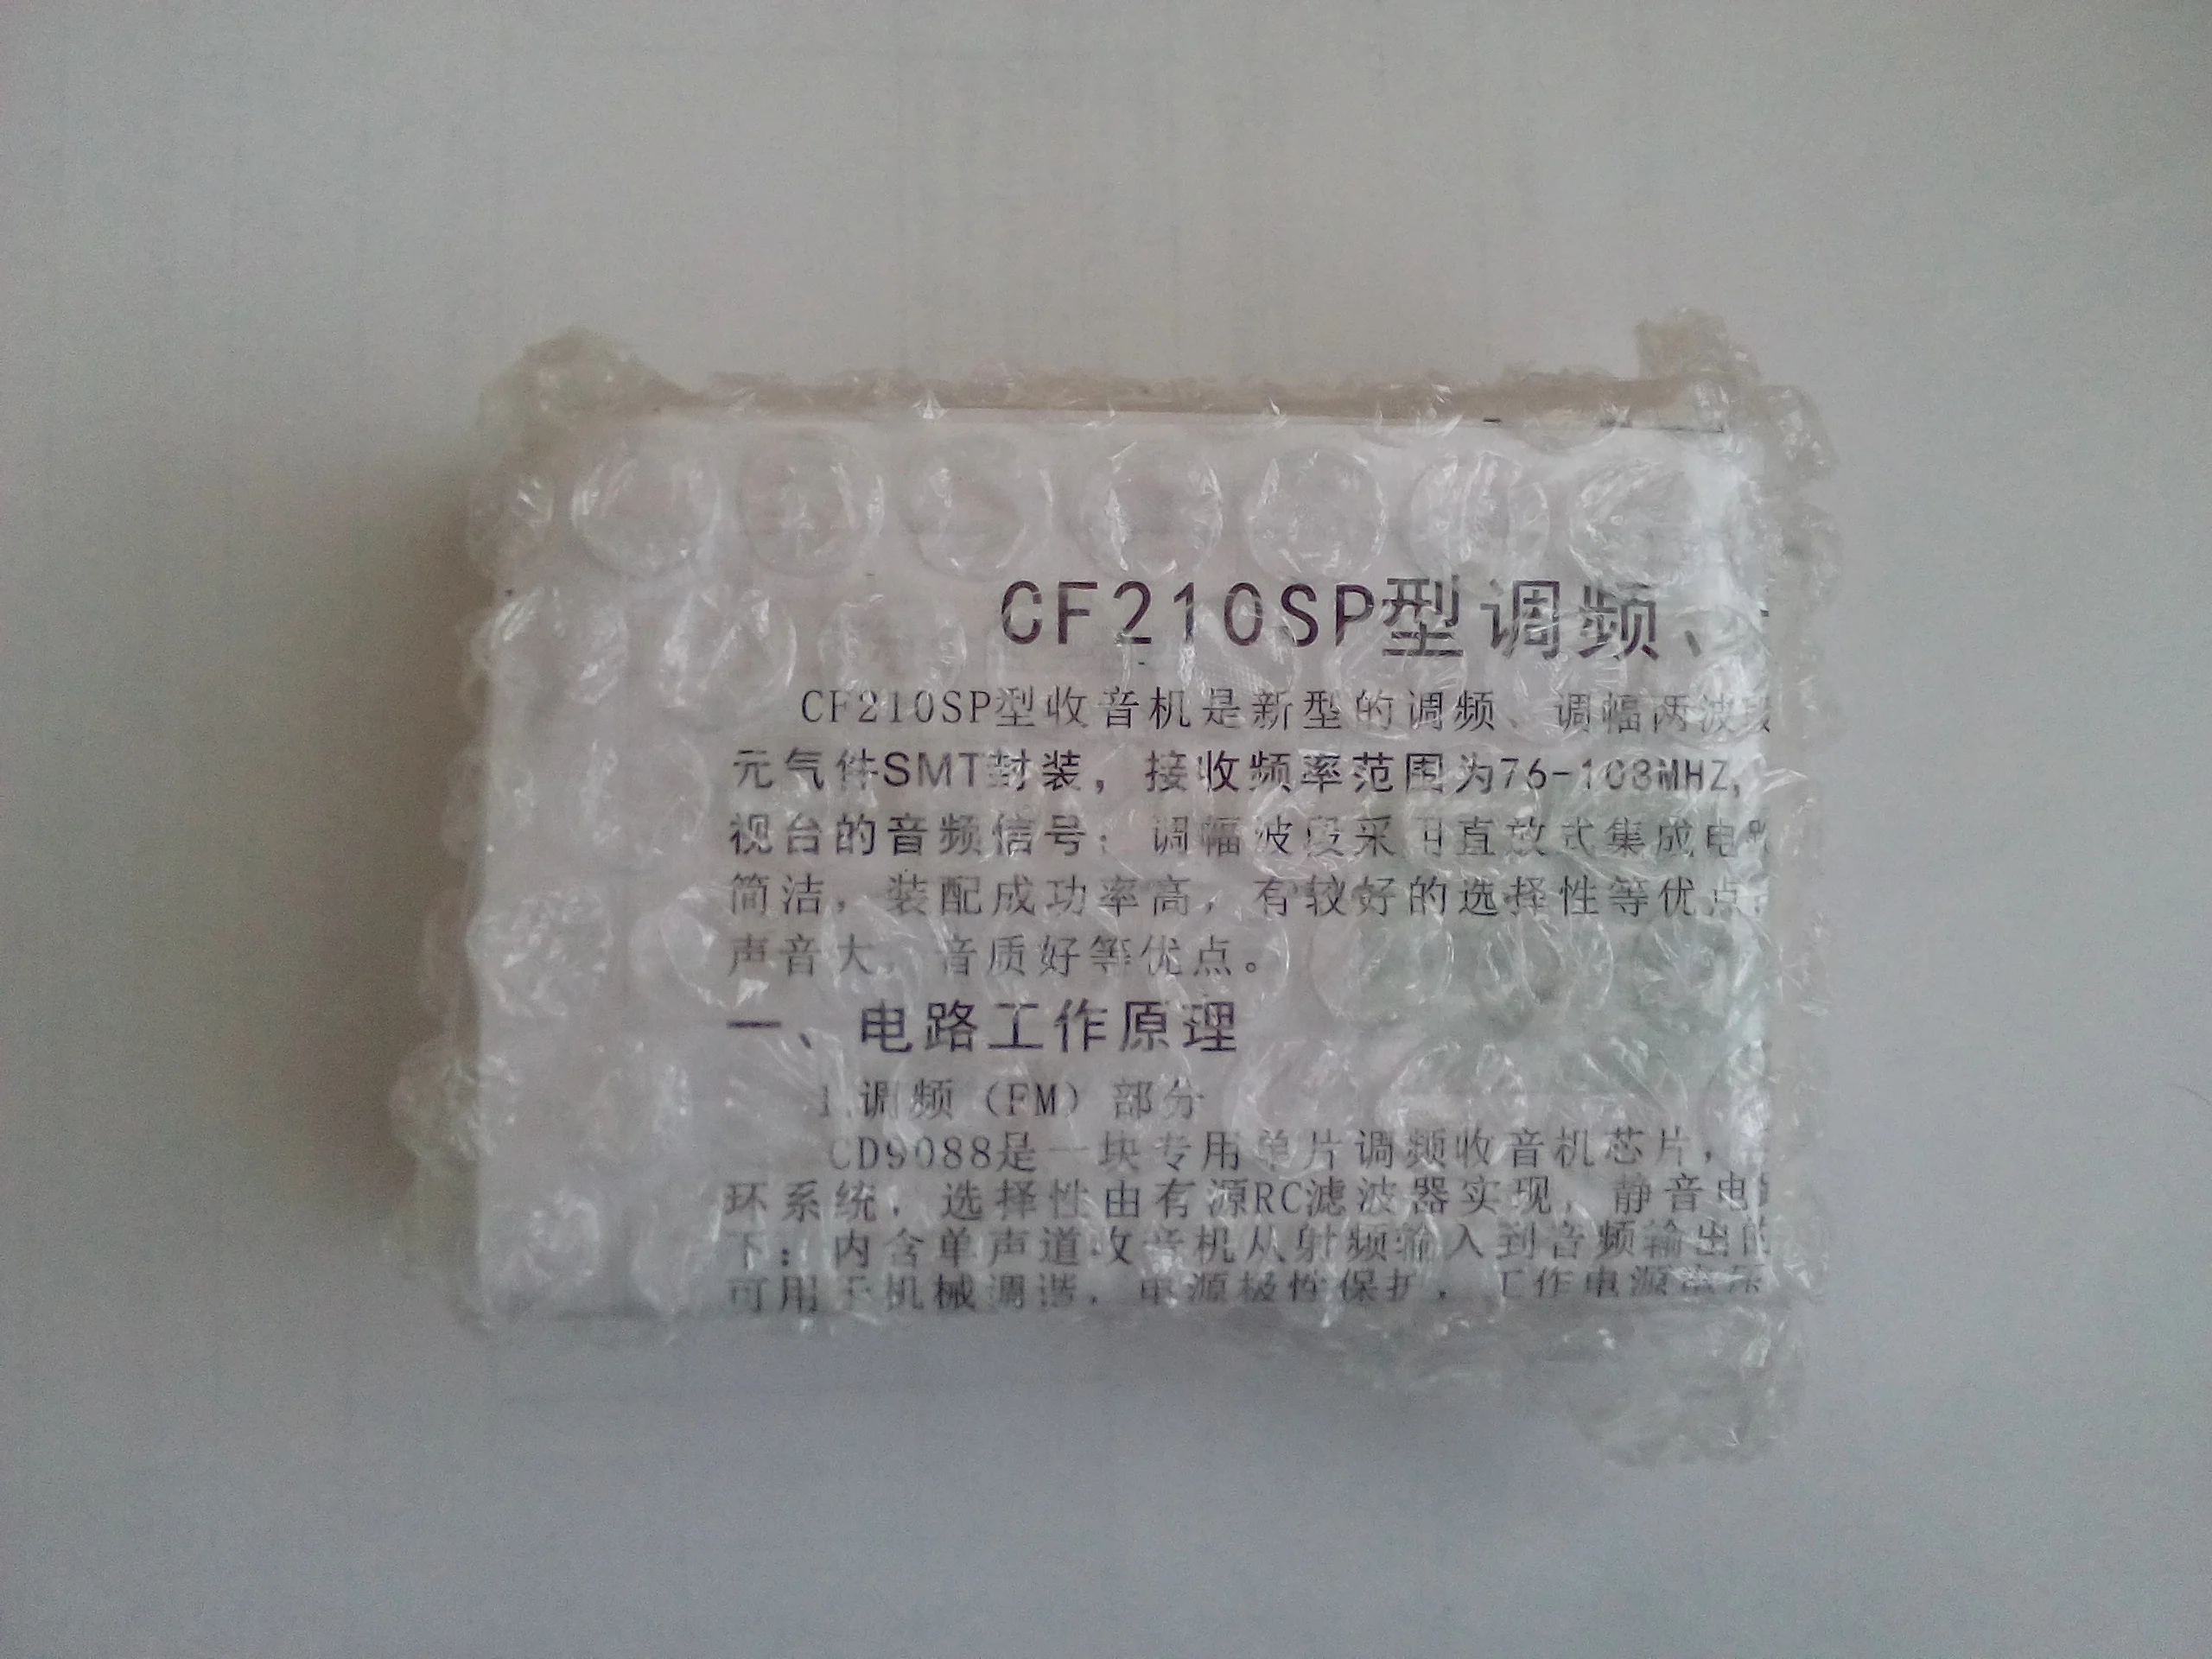 CF210SP型调频、
CF210SP型收音机是新型的调频、调幅两波段
元气件SMT封装，接收频率范围为76-108MHZ,
视台的音频信号；调幅波段采用直放式集成电路
简洁，装配成功率高，有较好的选择性等优点，
声音大，音质好等优点。
一、电路工作原理
1.调频（FM）部分
CD9088是一块专用单片调频收音机芯片，
环系统，选择性由有源RC滤波器实现，静音电
下：内含单声道收音机从射频输入到音频输出的
可用于机械调谐，电源极性保护，工作电源电压